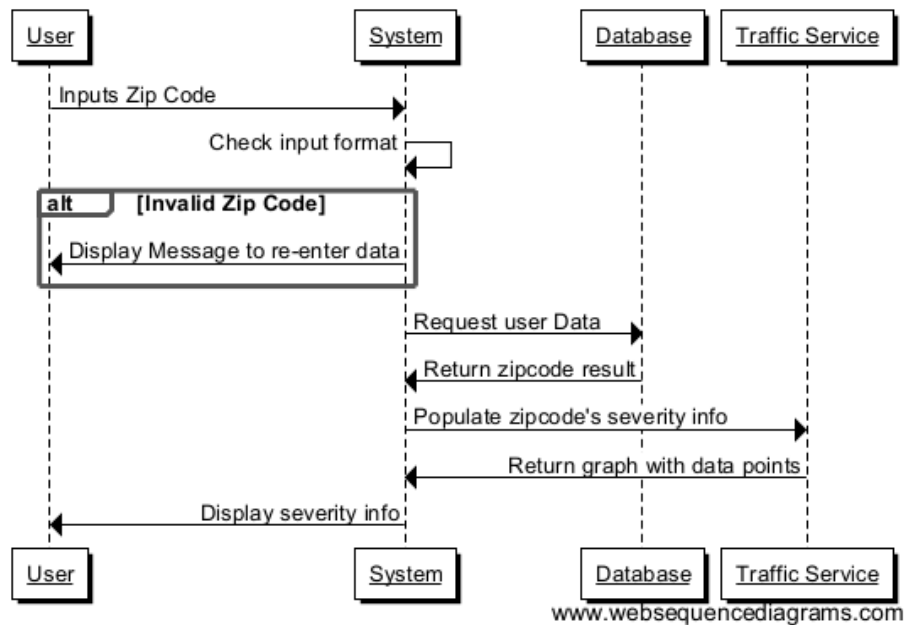 User System Database Traffic Service
Inputs Zip Code
Check input format
alt [Invalid Zip Code]
Display Message to re-enter data
Request user Data
Return zipcode result
Populate zipcode's severity info
Return graph with data points
Display severity info
User System Database Traffic Service
www.websequencediagrams.com